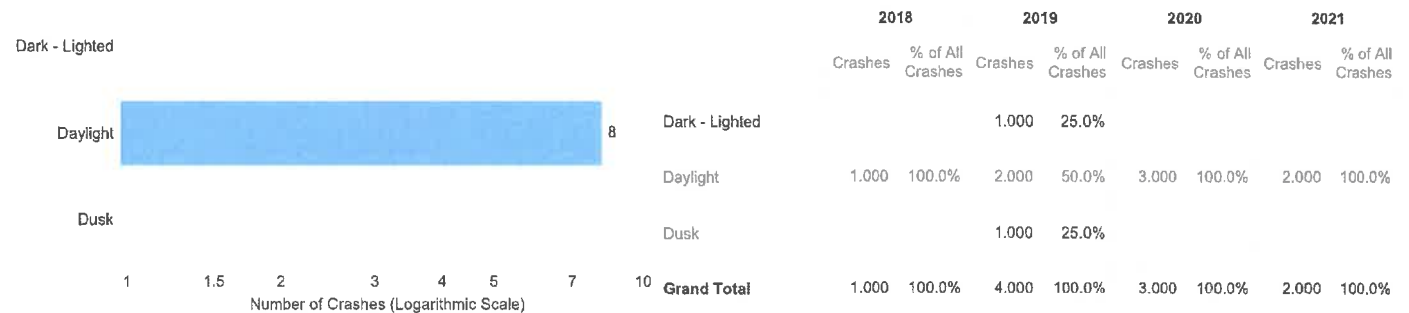 Dark - Lighted
Daylight
8
Dusk
1 1.5 2 3 4 5 7 10
Number of Crashes (Logarithmic Scale)
2018 2019 2020 2021
Crashes % of All Crashes Crashes % of All Crashes Crashes % of All Crashes Crashes % of All Crashes
Dark - Lighted 1.000 25.0%
Daylight 1.000 100.0% 2.000 50.0% 3.000 100.0% 2.000 100.0%
Dusk 1.000 25.0%
Grand Total 1.000 100.0% 4.000 100.0% 3.000 100.0% 2.000 100.0%